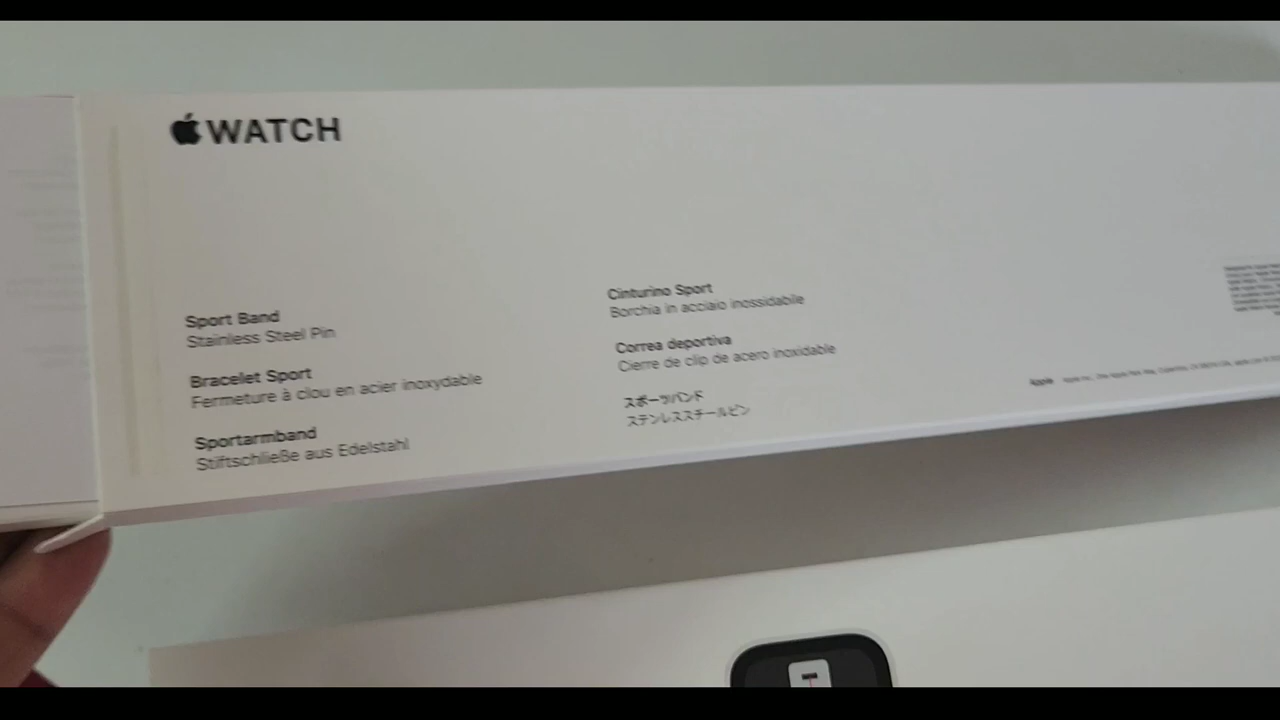 WATCH
Sport Band
Stainless Steel Pin
Bracelet Sport
Fermeture à clou en acier inoxydable
Sportarmband
Stiftschließe aus Edelstahl
Cinturino Sport
Borchia in acciaio inossidabile
Correa deportiva
Cierre de clip de acero inoxidable
スポーツバンド
ステンレススチールピン
Apple